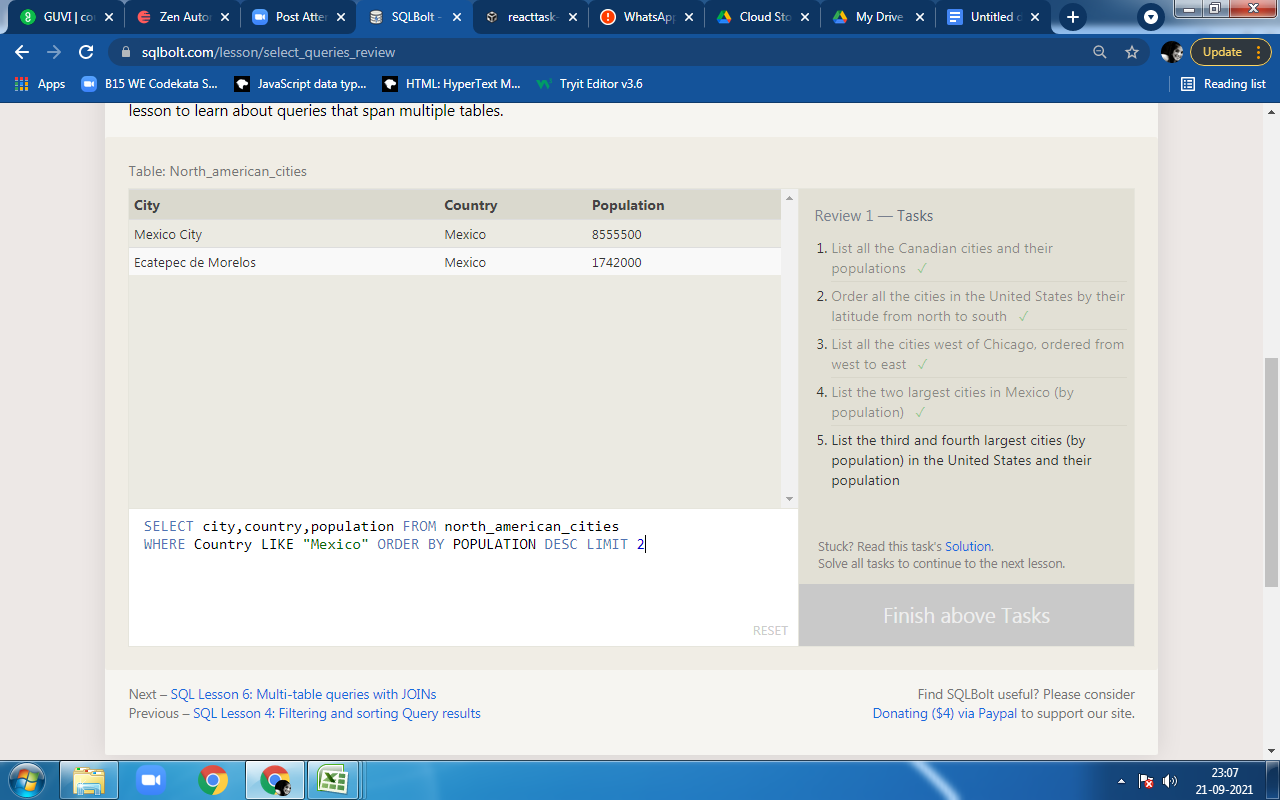 GUVI | co
Zen Auto
Post Atte
SQLBolt -
reacttask
WhatsAp
Cloud Sto
My Drive
Untitled
sqlbolt.com/lesson/select_queries_review
Update
Apps
B15 WE Codekata S...
JavaScript data typ...
HTML: HyperText M...
Tryit Editor v3.6
Reading list
lesson to learn about queries that span multiple tables.
Table: North_american_cities
City Country Population
Mexico City Mexico 8555500
Ecatepec de Morelos Mexico 1742000
Review 1 — Tasks
1. List all the Canadian cities and their
populations ✓
2. Order all the cities in the United States by their
latitude from north to south ✓
3. List all the cities west of Chicago, ordered from
west to east ✓
4. List the two largest cities in Mexico (by
population) ✓
5. List the third and fourth largest cities (by
population) in the United States and their
population
SELECT city,country,population FROM north_american_cities
WHERE Country LIKE "Mexico" ORDER BY POPULATION DESC LIMIT 2
RESET
Stuck? Read this task's Solution.
Solve all tasks to continue to the next lesson.
Finish above Tasks
Next – SQL Lesson 6: Multi-table queries with JOINs
Previous – SQL Lesson 4: Filtering and sorting Query results
Find SQLBolt useful? Please consider
Donating ($4) via Paypal to support our site.
23:07
21-09-2021